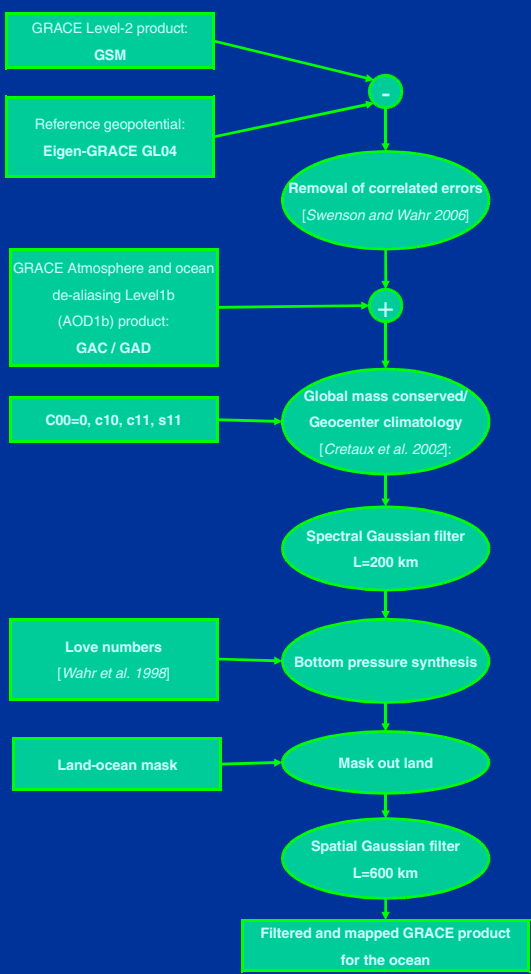 GRACE Level-2 product:
GSM
-
Reference geopotential:
Eigen-GRACE GL04
Removal of correlated errors
[Swenson and Wahr 2006]
GRACE Atmosphere and ocean
de-aliasing Level1b
(AOD1b) product:
GAC / GAD
+
C00=0, c10, c11, s11
Global mass conserved/
Geocenter climatology
[Cretaux et al. 2002]:
Spectral Gaussian filter
L=200 km
Love numbers
[Wahr et al. 1998]
Bottom pressure synthesis
Land-ocean mask
Mask out land
Spatial Gaussian filter
L=600 km
Filtered and mapped GRACE product
for the ocean